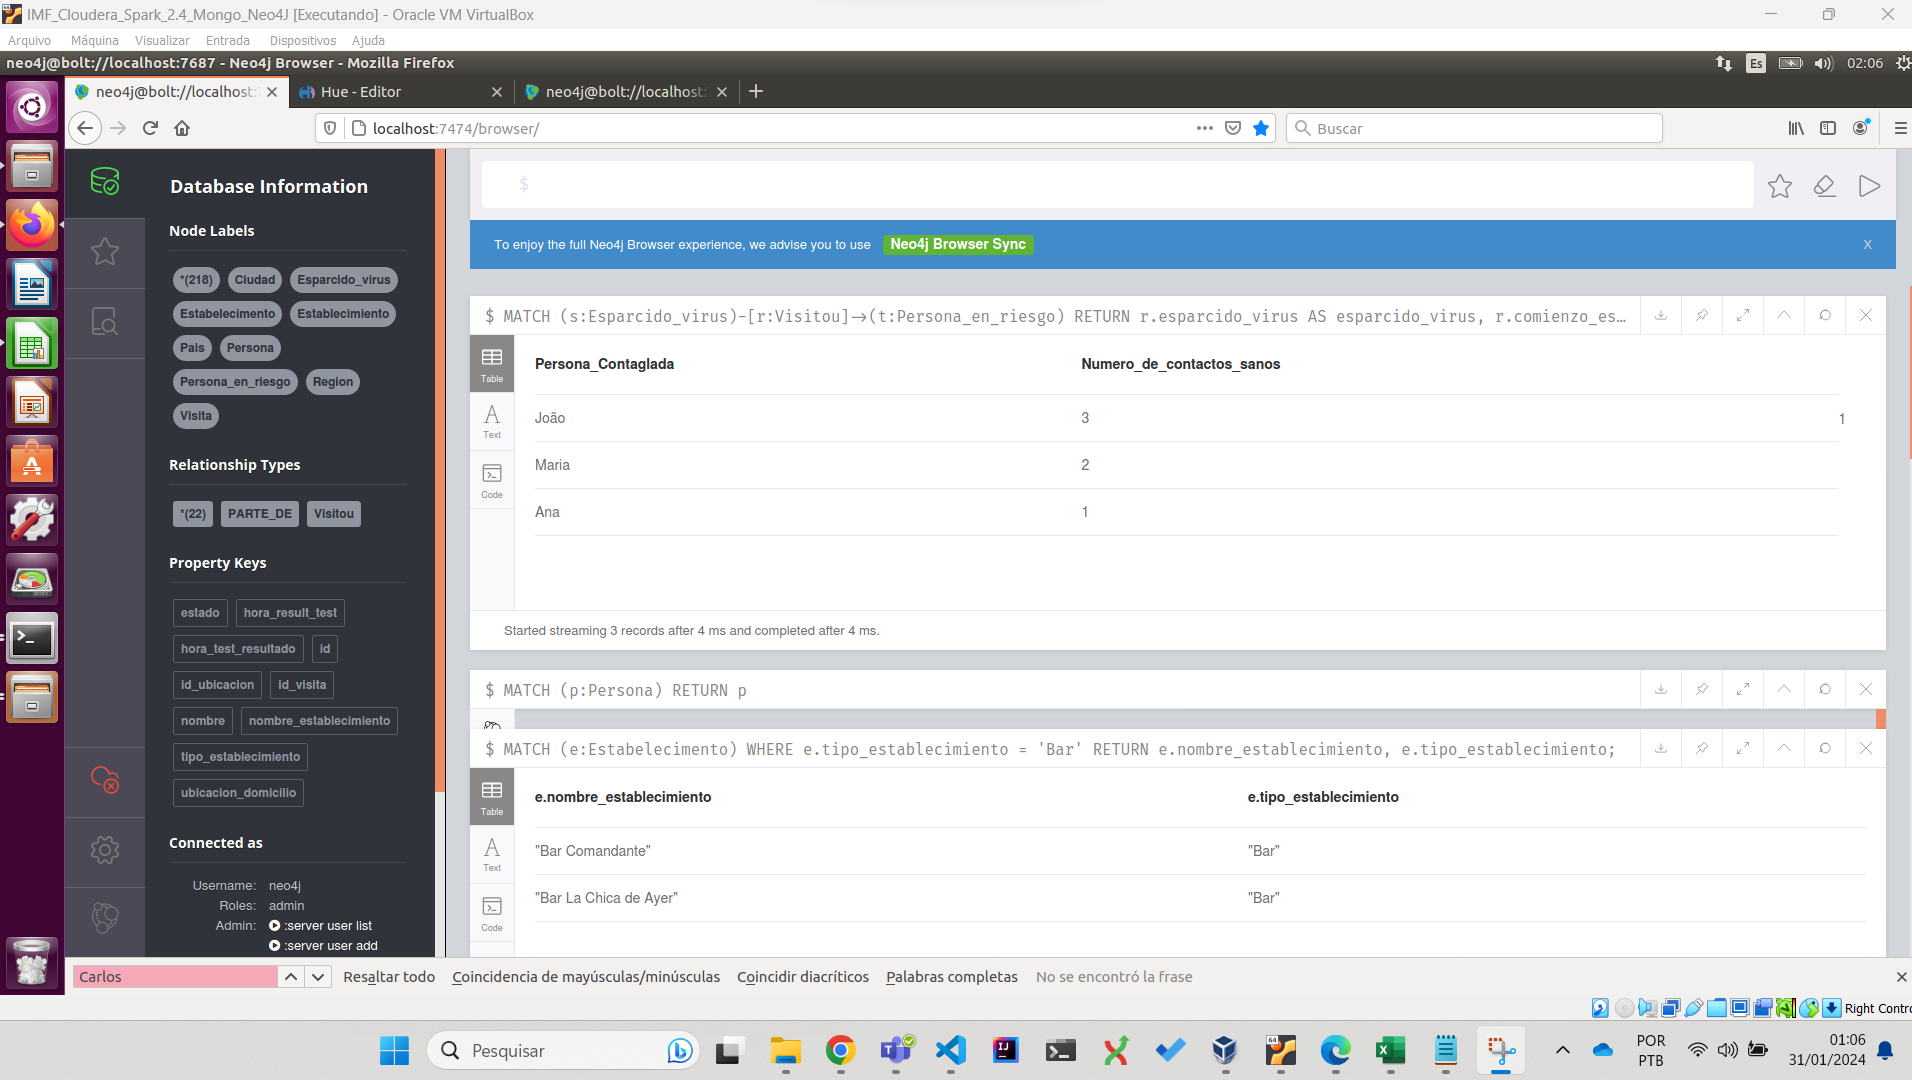 IMF_Cloudera_Spark_2.4_Mongo_Neo4J [Executando] - Oracle VM VirtualBox
Arquivo Máquina Visualizar Entrada Dispositivos Ajuda
neo4j@bolt://localhost:7687 - Neo4j Browser - Mozilla Firefox
Es 02:06
neo4j@bolt://localhost:
Hue - Editor
neo4j@bolt://localhost:
localhost:7474/browser/
Buscar
Database Information
Node Labels
*(218) Ciudad Esparcido_virus
Estabelecimento Establecimiento
Pais Persona
Persona_en_riesgo Region
Visita
Relationship Types
*(22) PARTE_DE Visitou
Property Keys
estado hora_result_test
hora_test_resultado id
id_ubicacion id_visita
nombre nombre_establecimiento
tipo_establecimiento
ubicacion_domicilio
Connected as
Username: neo4j
Roles: admin
Admin: :server user list
:server user add
$
To enjoy the full Neo4j Browser experience, we advise you to use Neo4j Browser Sync x
$ MATCH (s:Esparcido_virus)-[r:Visitou]→(t:Persona_en_riesgo) RETURN r.esparcido_virus AS esparcido_virus, r.comienzo_es…
Table
Text
Code
Persona_Contaglada Numero_de_contactos_sanos
João 3 1
Maria 2
Ana 1
Started streaming 3 records after 4 ms and completed after 4 ms.
$ MATCH (p:Persona) RETURN p
$ MATCH (e:Estabelecimento) WHERE e.tipo_establecimiento = 'Bar' RETURN e.nombre_establecimiento, e.tipo_establecimiento;
Table
Text
Code
e.nombre_establecimiento e.tipo_establecimiento
"Bar Comandante" "Bar"
"Bar La Chica de Ayer" "Bar"
Carlos Resaltar todo Coincidencia de mayúsculas/minúsculas Coincidir diacríticos Palabras completas No se encontró la frase
Right Contr
Pesquisar
POR
PTB
01:06
31/01/2024